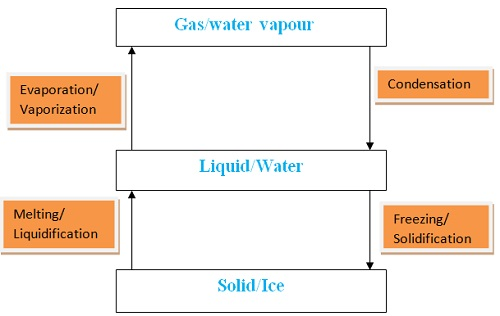 Gas/water vapour
Evaporation/
Vaporization
Condensation
Liquid/Water
Melting/
Liquidification
Freezing/
Solidification
Solid/Ice